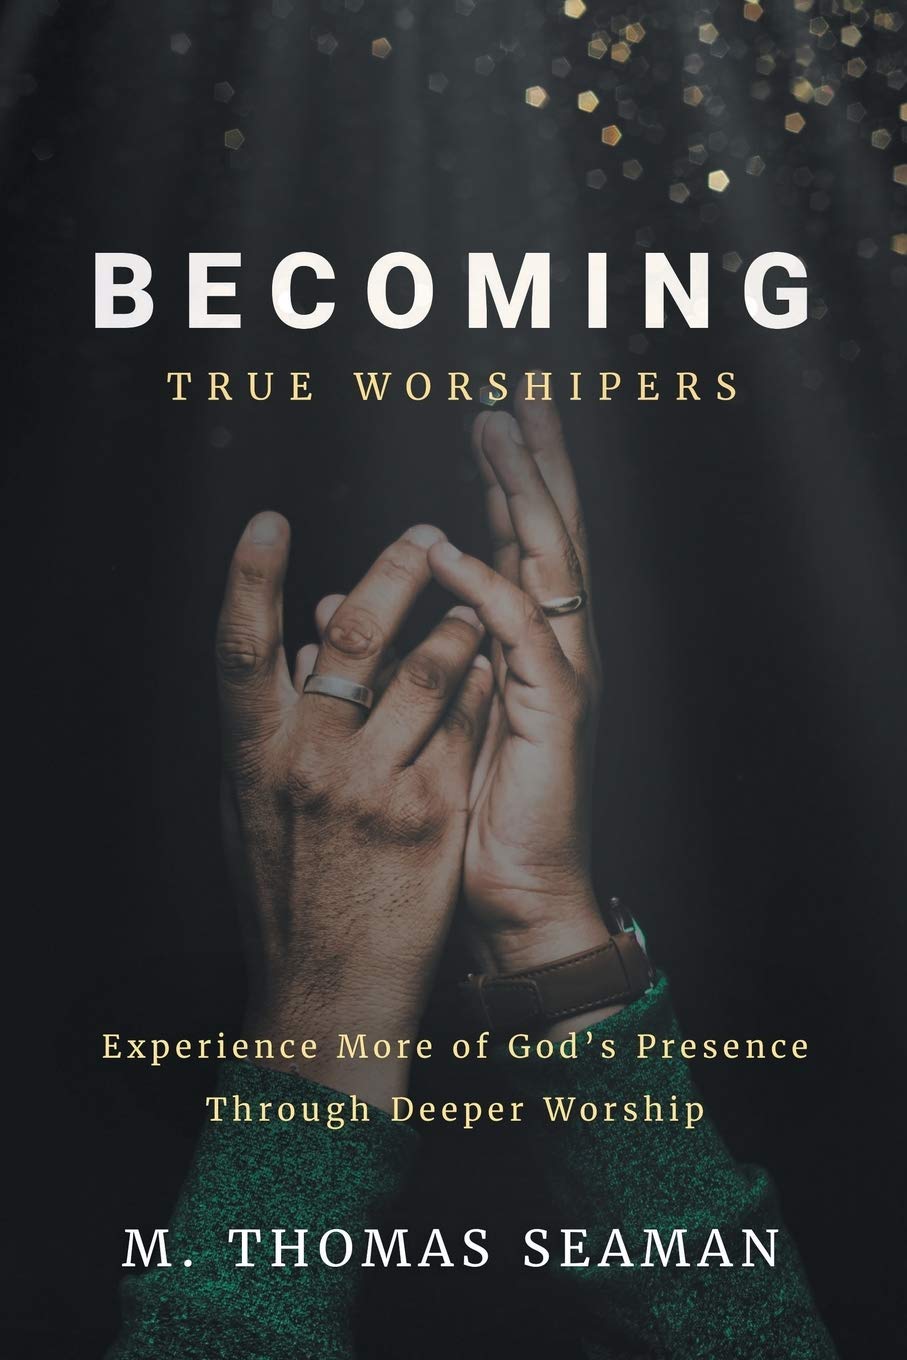 BECOMING
TRUE WORSHIPERS
Experience More of God's Presence
Through Deeper Worship
M. THOMAS SEAMAN